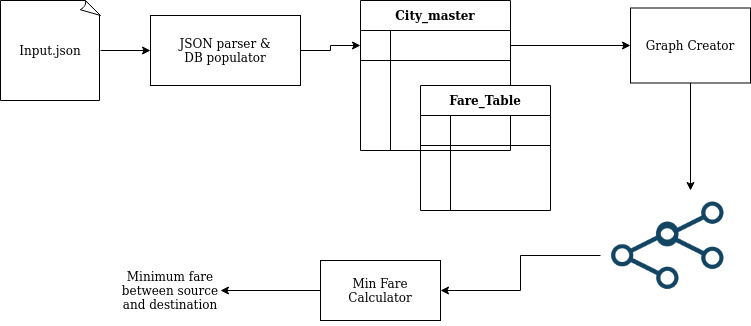 Input.json
JSON parser &
DB populator
City_master
Fare_Table
Graph Creator
Min Fare
Calculator
Minimum fare
between source
and destination